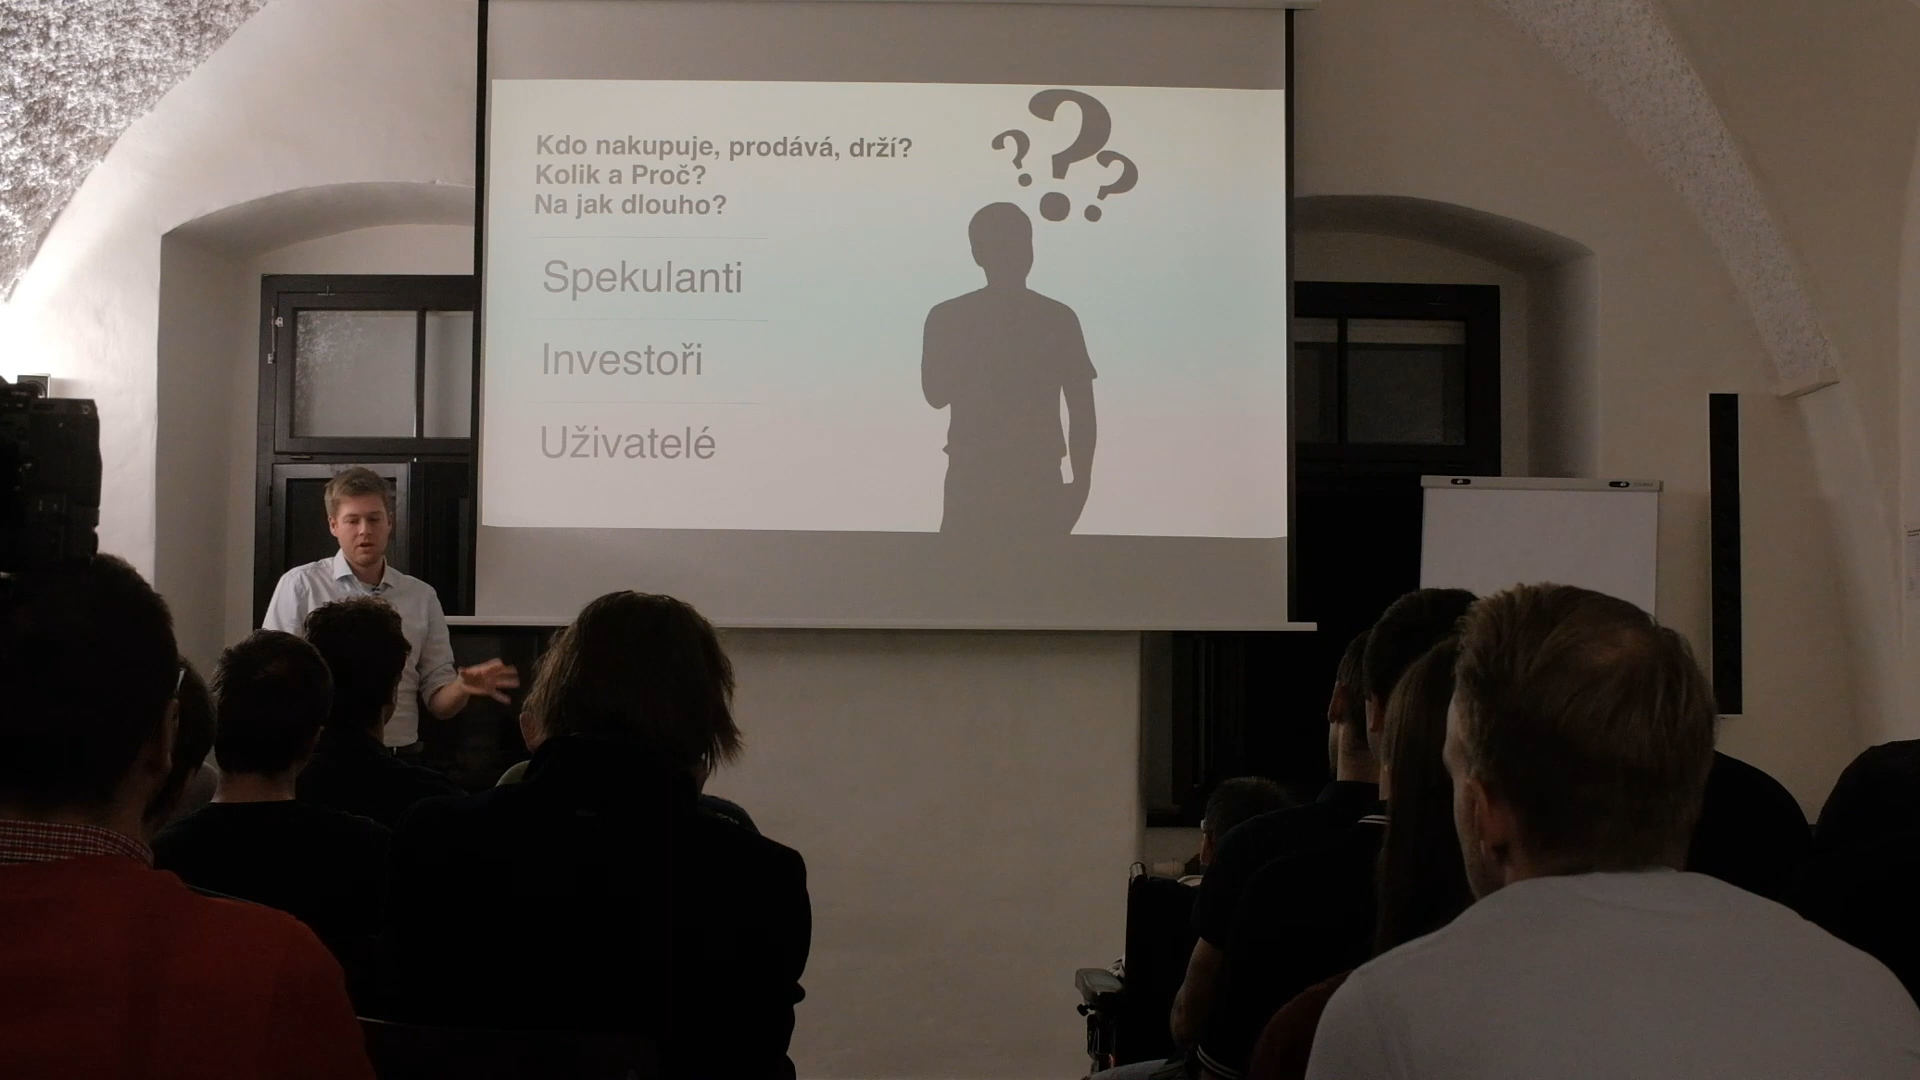 Kdo nakupuje, prodává, drží?
Kolik a Proč?
Na jak dlouho?
Spekulanti
Investoři
Uživatelé